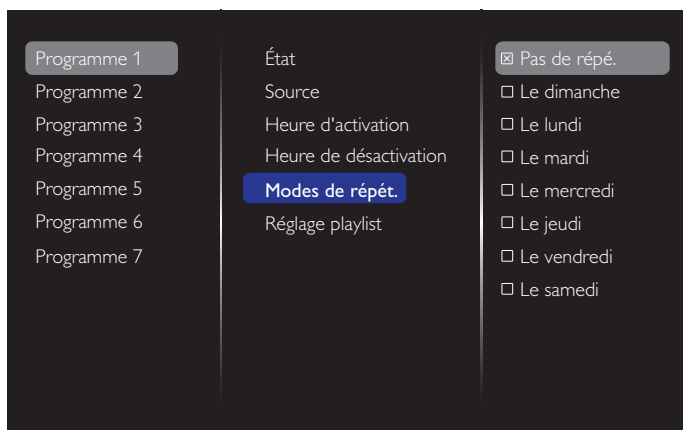 Programme 1
Programme 2
Programme 3
Programme 4
Programme 5
Programme 6
Programme 7
État
Source
Heure d'activation
Heure de désactivation
Modes de répét.
Réglage playlist
☒ Pas de répé.
☐ Le dimanche
☐ Le lundi
☐ Le mardi
☐ Le mercredi
☐ Le jeudi
☐ Le vendredi
☐ Le samedi